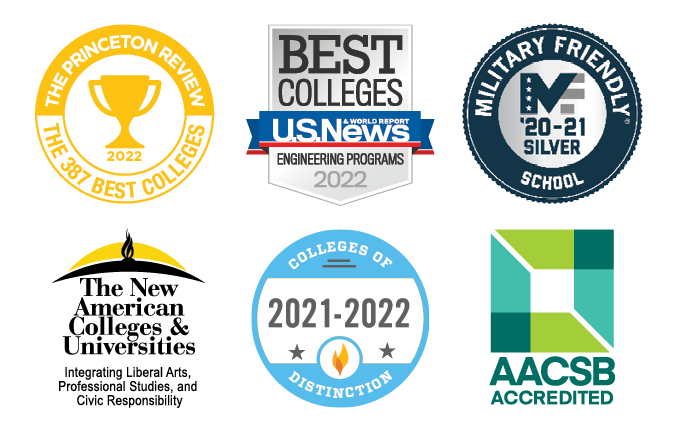 THE PRINCETON REVIEW
2022
THE 387 BEST COLLEGES
BEST
COLLEGES
U.S.News
& WORLD REPORT
ENGINEERING PROGRAMS
2022
MILITARY FRIENDLY
®
MF
'20-21
SILVER
SCHOOL
The New
American
Colleges &
Universities
Integrating Liberal Arts,
Professional Studies, and
Civic Responsibility
COLLEGES OF
2021-2022
DISTINCTION
AACSB
ACCREDITED